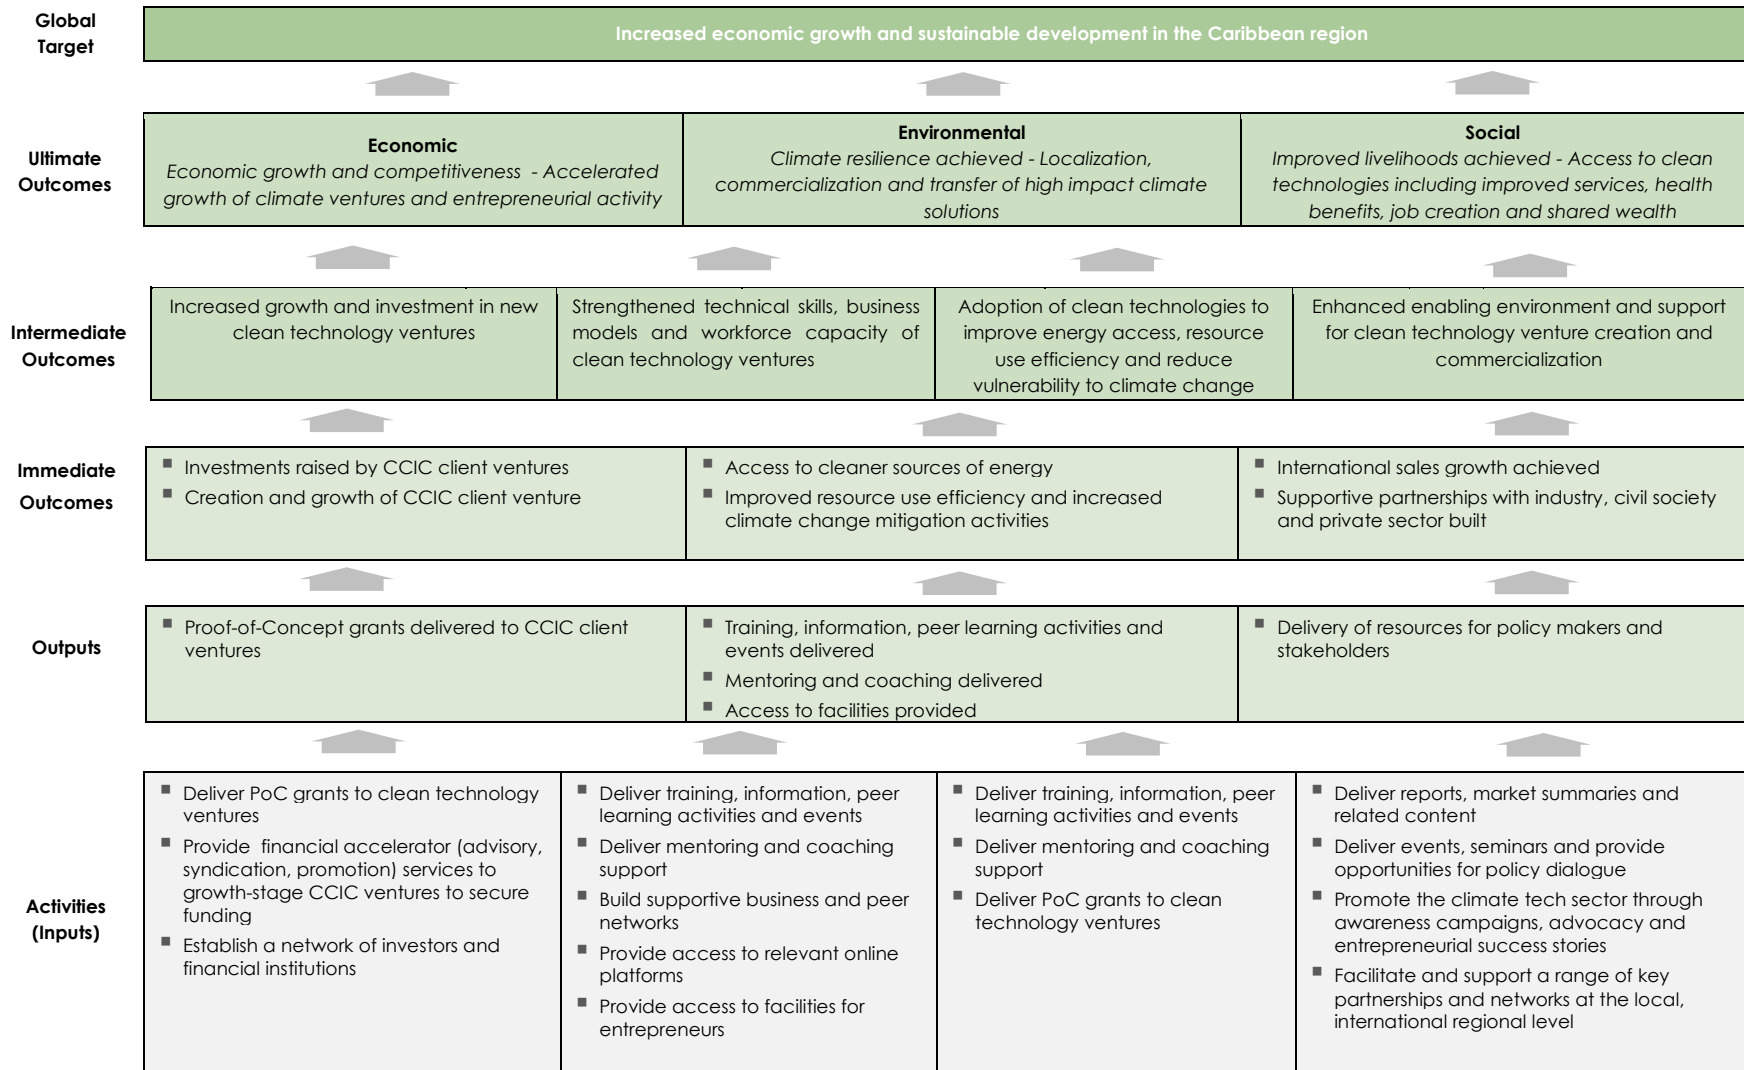 Global
Target
Increased economic growth and sustainable development in the Caribbean region
Ultimate
Outcomes
Economic
Economic growth and competitiveness - Accelerated
growth of climate ventures and entrepreneurial activity
Environmental
Climate resilience achieved - Localization,
commercialization and transfer of high impact climate
solutions
Social
Improved livelihoods achieved - Access to clean
technologies including improved services, health
benefits, job creation and shared wealth
Intermediate
Outcomes
Increased growth and investment in new
clean technology ventures
Strengthened technical skills, business
models and workforce capacity of
clean technology ventures
Adoption of clean technologies to
improve energy access, resource
use efficiency and reduce
vulnerability to climate change
Enhanced enabling environment and support
for clean technology venture creation and
commercialization
Immediate
Outcomes
▪ Investments raised by CCIC client ventures
▪ Creation and growth of CCIC client venture
▪ Access to cleaner sources of energy
▪ Improved resource use efficiency and increased
climate change mitigation activities
▪ International sales growth achieved
▪ Supportive partnerships with industry, civil society
and private sector built
Outputs
▪ Proof-of-Concept grants delivered to CCIC client
ventures
▪ Training, information, peer learning activities and
events delivered
▪ Mentoring and coaching delivered
▪ Access to facilities provided
▪ Delivery of resources for policy makers and
stakeholders
Activities
(Inputs)
▪ Deliver PoC grants to clean technology
ventures
▪ Provide financial accelerator (advisory,
syndication, promotion) services to
growth-stage CCIC ventures to secure
funding
▪ Establish a network of investors and
financial institutions
▪ Deliver training, information, peer
learning activities and events
▪ Deliver mentoring and coaching
support
▪ Build supportive business and peer
networks
▪ Provide access to relevant online
platforms
▪ Provide access to facilities for
entrepreneurs
▪ Deliver training, information, peer
learning activities and events
▪ Deliver mentoring and coaching
support
▪ Deliver PoC grants to clean
technology ventures
▪ Deliver reports, market summaries and
related content
▪ Deliver events, seminars and provide
opportunities for policy dialogue
▪ Promote the climate tech sector through
awareness campaigns, advocacy and
entrepreneurial success stories
▪ Facilitate and support a range of key
partnerships and networks at the local,
international regional level